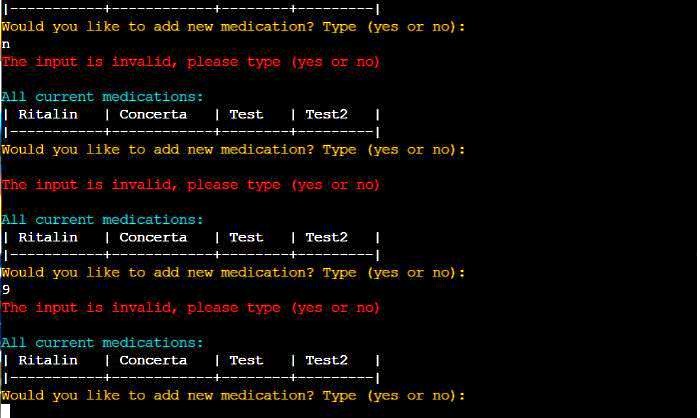 |-----------+------------+--------+---------|
Would you like to add new medication? Type (yes or no):
n
The input is invalid, please type (yes or no)
All current medications:
| Ritalin   | Concerta   | Test   | Test2   |
|-----------+------------+--------+---------|
Would you like to add new medication? Type (yes or no):
The input is invalid, please type (yes or no)
All current medications:
| Ritalin   | Concerta   | Test   | Test2   |
|-----------+------------+--------+---------|
Would you like to add new medication? Type (yes or no):
9
The input is invalid, please type (yes or no)
All current medications:
| Ritalin   | Concerta   | Test   | Test2   |
|-----------+------------+--------+---------|
Would you like to add new medication? Type (yes or no):